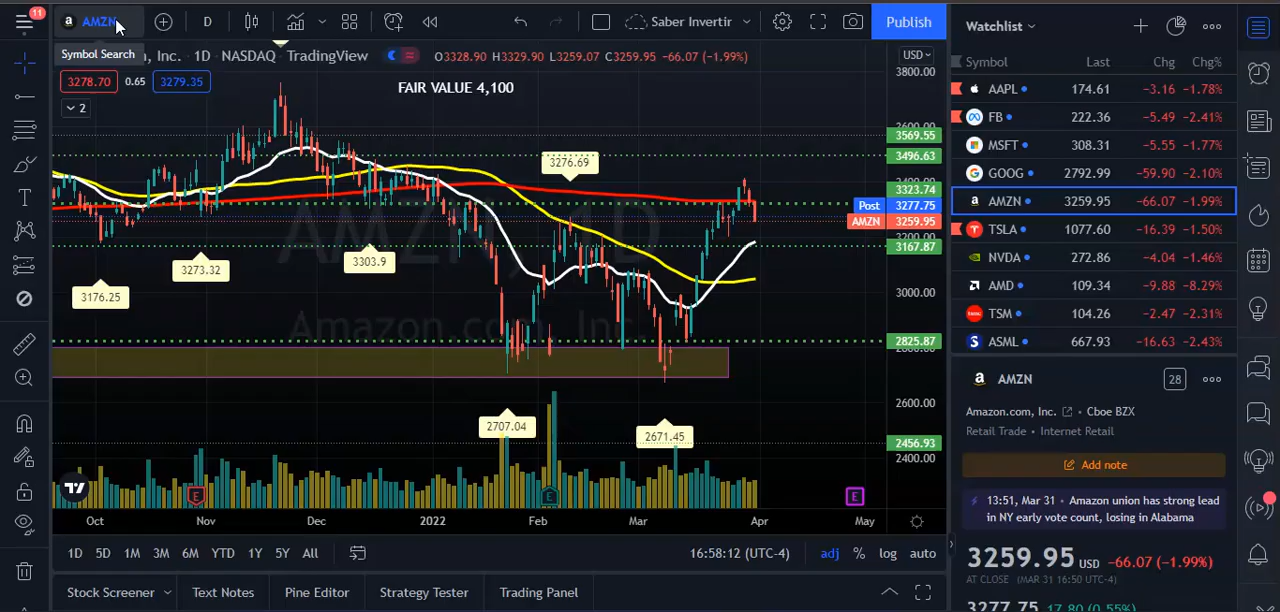 11
AMZN
D
Saber Invertir
Publish
Symbol Search
, Inc. · 1D · NASDAQ · TradingView
O3328.90 H3329.90 L3259.07 C3259.95 −66.07 (−1.99%)
USD
3278.70 0.65 3279.35
2
FAIR VALUE 4,100
AMZN, 1D
Amazon.com, Inc.
3276.69
3303.9
3273.32
3176.25
2707.04
2671.45
3800.00
3569.55
3496.63
3323.74
Post 3277.75
AMZN 3259.95
3167.87
3000.00
2825.87
2600.00
2456.93
2400.00
E
E
E
Oct Nov Dec 2022 Feb Mar Apr May
1D 5D 1M 3M 6M YTD 1Y 5Y All
16:58:12 (UTC-4) adj % log auto
Stock Screener Text Notes Pine Editor Strategy Tester Trading Panel
Watchlist
Symbol Last Chg Chg%
AAPL 174.61 −3.16 −1.78%
FB 222.36 −5.49 −2.41%
MSFT 308.31 −5.55 −1.77%
GOOG 2792.99 −59.90 −2.10%
AMZN 3259.95 −66.07 −1.99%
TSLA 1077.60 −16.39 −1.50%
NVDA 272.86 −4.04 −1.46%
AMD 109.34 −9.88 −8.29%
TSM 104.26 −2.47 −2.31%
ASML 667.93 −16.63 −2.43%
AMZN
28
Amazon.com, Inc. • Cboe BZX
Retail Trade • Internet Retail
Add note
13:51, Mar 31 • Amazon union has strong lead
in NY early vote count, losing in Alabama
3259.95 USD −66.07 (−1.99%)
AT CLOSE (MAR 31 16:50 UTC-4)
3277.75 17.80 (0.55%)